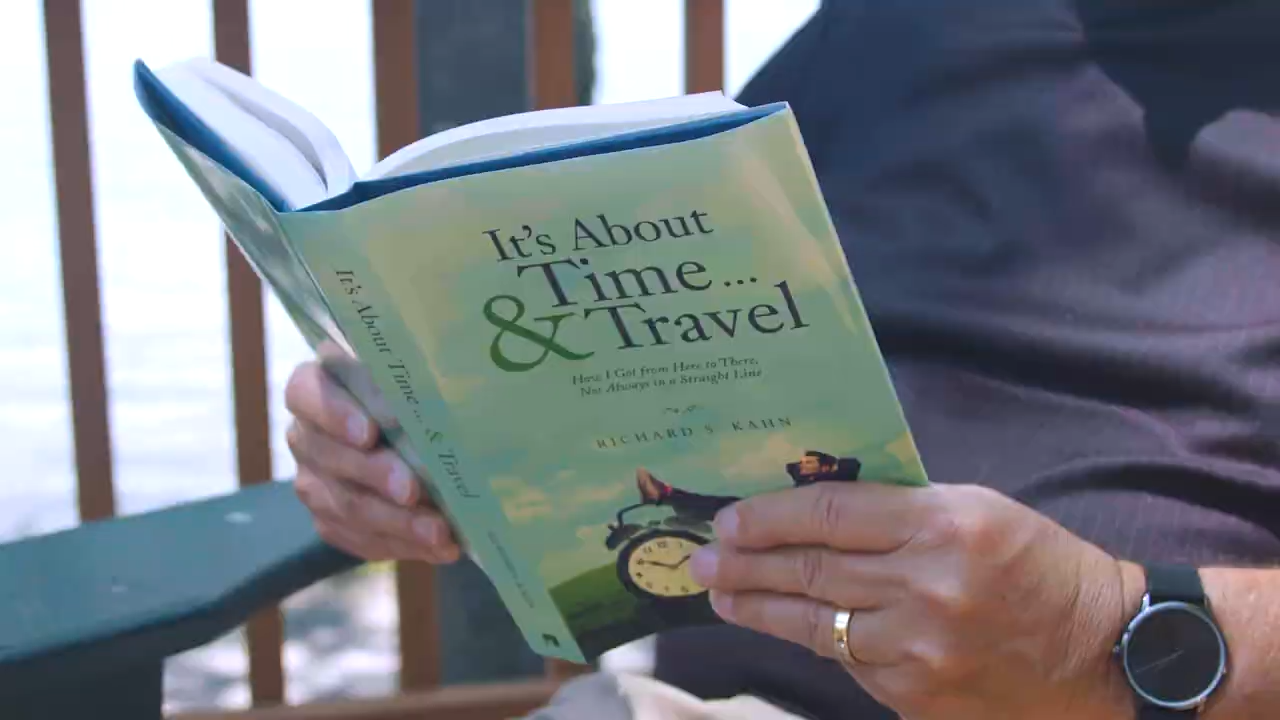 It's About
Time...
& Travel
How I Got from Here to There,
Not Always in a Straight Line
RICHARD S. KAHN
It's About Time... & Travel